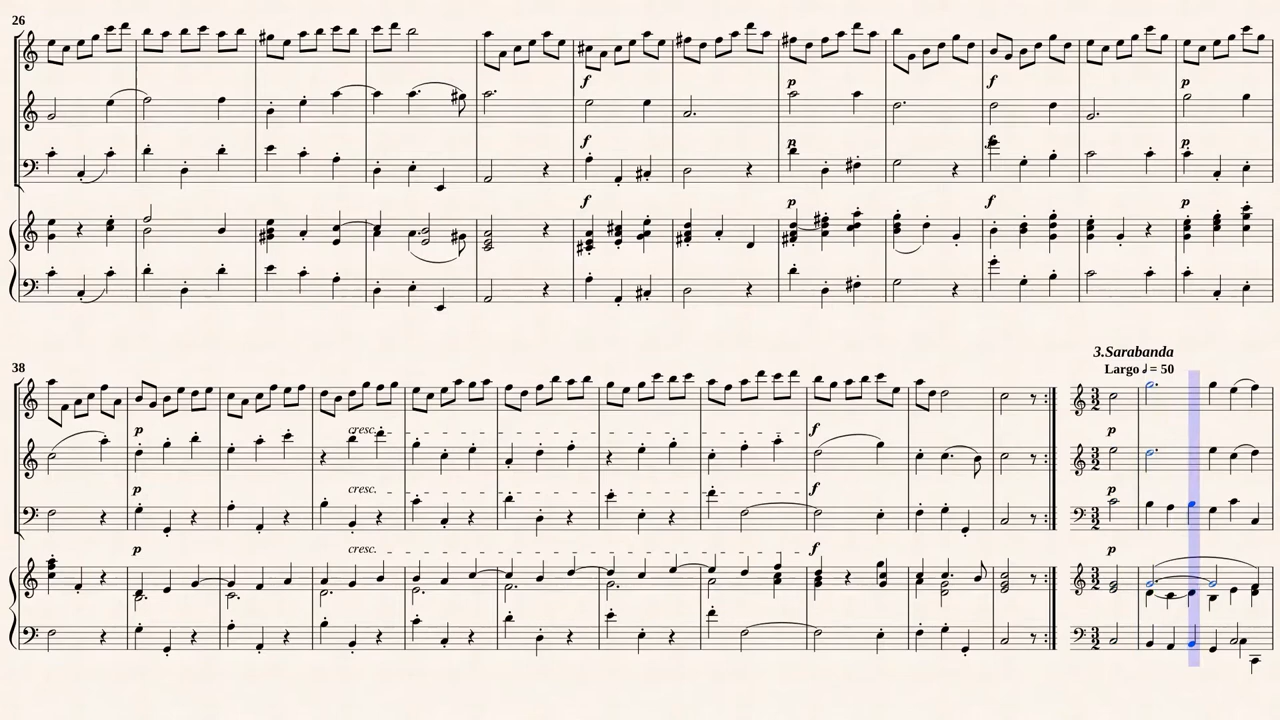 26
f p f p
f p f p
f p f p
38
3.Sarabanda
Largo ♩= 50
p cresc. f p
p cresc. f p
p cresc. f p